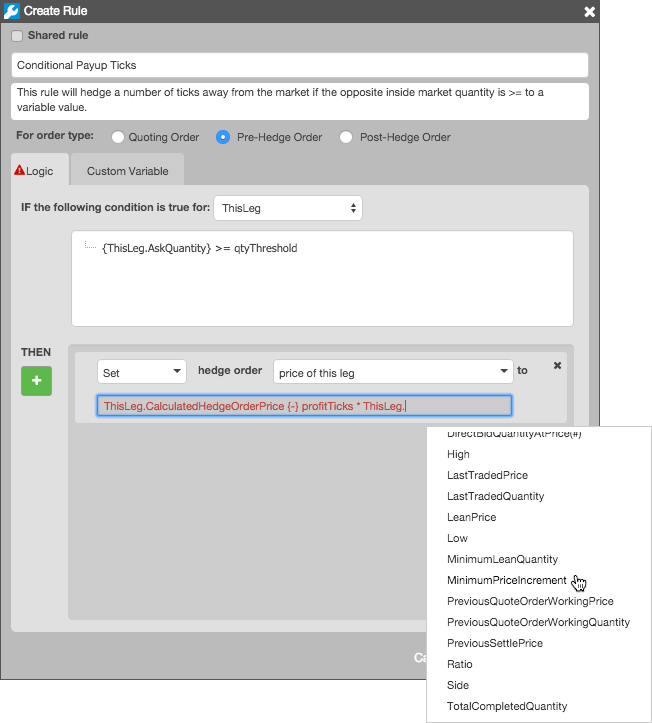 Create Rule
Shared rule
Conditional Payup Ticks
This rule will hedge a number of ticks away from the market if the opposite inside market quantity is >= to a
variable value.
For order type: Quoting Order Pre-Hedge Order Post-Hedge Order
Logic Custom Variable
IF the following condition is true for: ThisLeg
{ThisLeg.AskQuantity} >= qtyThreshold
THEN
Set hedge order price of this leg to
ThisLeg.CalculatedHedgeOrderPrice {-} profitTicks * ThisLeg.
DirectBidQuantityAtPrice(#)
High
LastTradedPrice
LastTradedQuantity
LeanPrice
Low
MinimumLeanQuantity
MinimumPriceIncrement
PreviousQuoteOrderWorkingPrice
PreviousQuoteOrderWorkingQuantity
PreviousSettlePrice
Ratio
Side
TotalCompletedQuantity